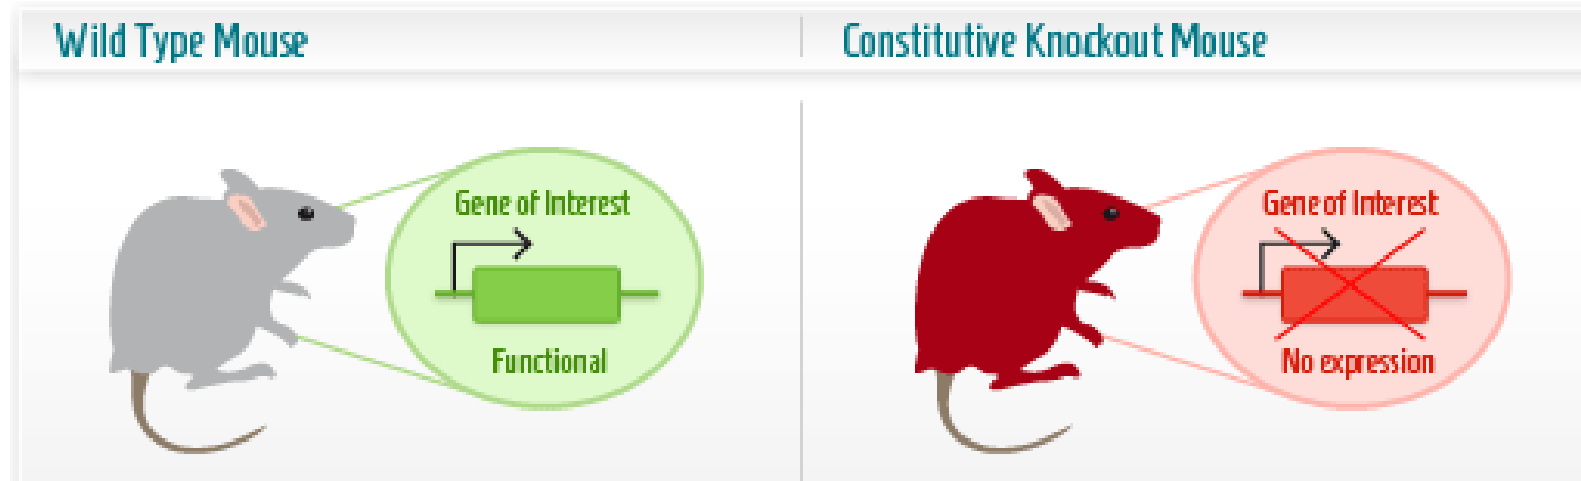 Wild Type Mouse
Constitutive Knockout Mouse
Gene of Interest
Functional
Gene of Interest
No expression